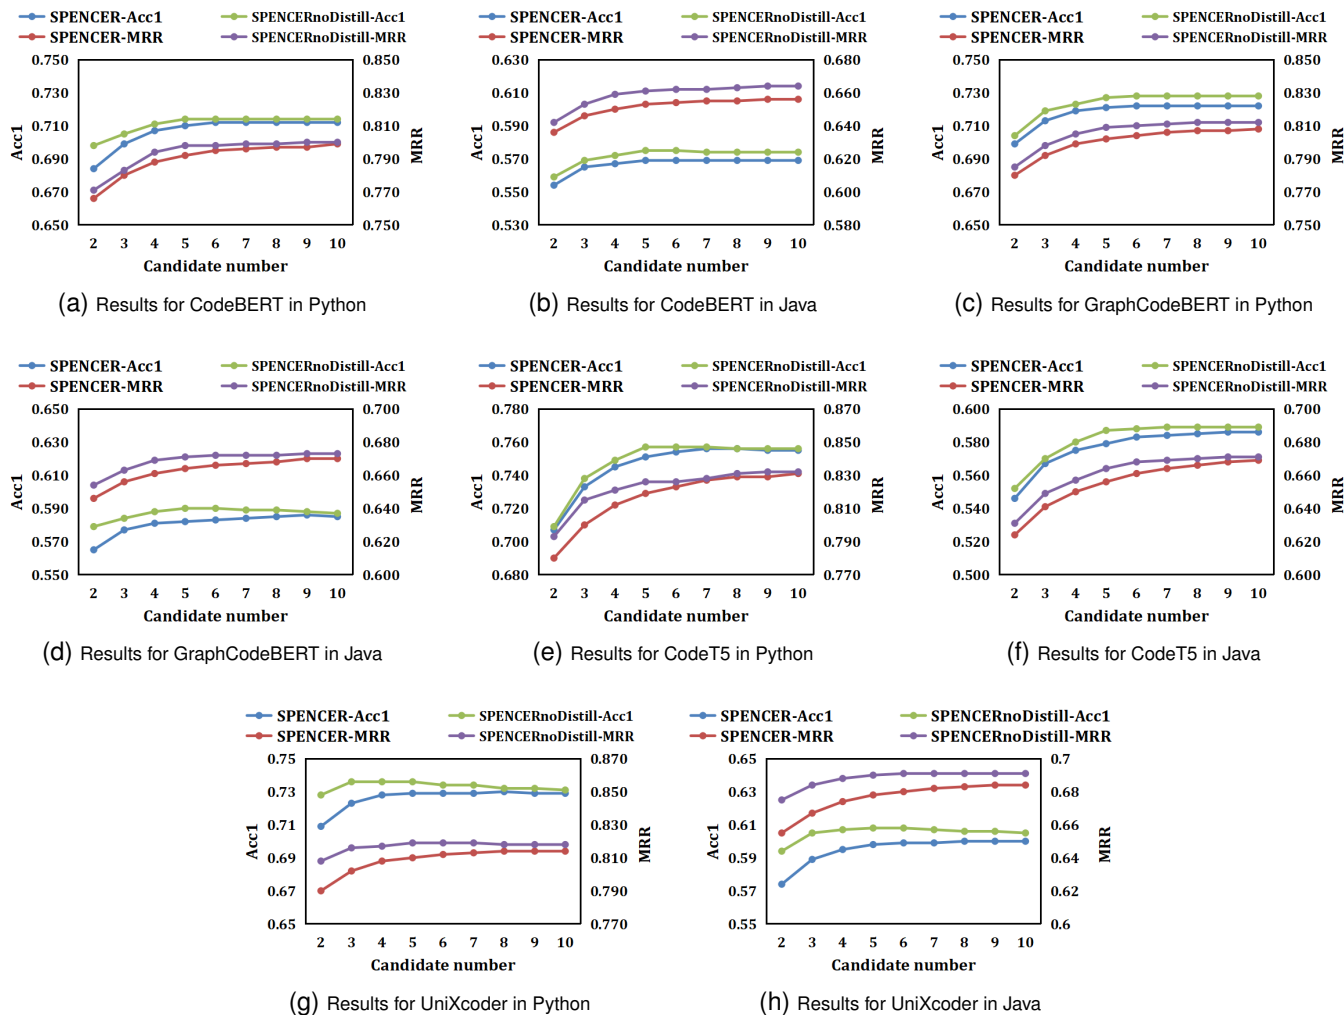 SPENCER-Acc1 SPENCERnoDistill-Acc1
SPENCER-MRR SPENCERnoDistill-MRR
0.750 0.850
0.730 0.830
0.710 0.810
0.690 0.790
0.670 0.770
0.650 0.750
Acc1
MRR
2 3 4 5 6 7 8 9 10
Candidate number
(a) Results for CodeBERT in Python
SPENCER-Acc1 SPENCERnoDistill-Acc1
SPENCER-MRR SPENCERnoDistill-MRR
0.630 0.680
0.610 0.660
0.590 0.640
0.570 0.620
0.550 0.600
0.530 0.580
Acc1
MRR
2 3 4 5 6 7 8 9 10
Candidate number
(b) Results for CodeBERT in Java
SPENCER-Acc1 SPENCERnoDistill-Acc1
SPENCER-MRR SPENCERnoDistill-MRR
0.750 0.850
0.730 0.830
0.710 0.810
0.690 0.790
0.670 0.770
0.650 0.750
Acc1
MRR
2 3 4 5 6 7 8 9 10
Candidate number
(c) Results for GraphCodeBERT in Python
SPENCER-Acc1 SPENCERnoDistill-Acc1
SPENCER-MRR SPENCERnoDistill-MRR
0.650 0.700
0.630 0.680
0.610 0.660
0.590 0.640
0.570 0.620
0.550 0.600
Acc1
MRR
2 3 4 5 6 7 8 9 10
Candidate number
(d) Results for GraphCodeBERT in Java
SPENCER-Acc1 SPENCERnoDistill-Acc1
SPENCER-MRR SPENCERnoDistill-MRR
0.780 0.870
0.760 0.850
0.740 0.830
0.720 0.810
0.700 0.790
0.680 0.770
Acc1
MRR
2 3 4 5 6 7 8 9 10
Candidate number
(e) Results for CodeT5 in Python
SPENCER-Acc1 SPENCERnoDistill-Acc1
SPENCER-MRR SPENCERnoDistill-MRR
0.600 0.700
0.580 0.680
0.560 0.660
0.540 0.640
0.520 0.620
0.500 0.600
Acc1
MRR
2 3 4 5 6 7 8 9 10
Candidate number
(f) Results for CodeT5 in Java
SPENCER-Acc1 SPENCERnoDistill-Acc1
SPENCER-MRR SPENCERnoDistill-MRR
0.75 0.870
0.73 0.850
0.71 0.830
0.69 0.810
0.67 0.790
0.65 0.770
Acc1
MRR
2 3 4 5 6 7 8 9 10
Candidate number
(g) Results for UniXcoder in Python
SPENCER-Acc1 SPENCERnoDistill-Acc1
SPENCER-MRR SPENCERnoDistill-MRR
0.65 0.7
0.63 0.68
0.61 0.66
0.59 0.64
0.57 0.62
0.55 0.6
Acc1
MRR
2 3 4 5 6 7 8 9 10
Candidate number
(h) Results for UniXcoder in Java